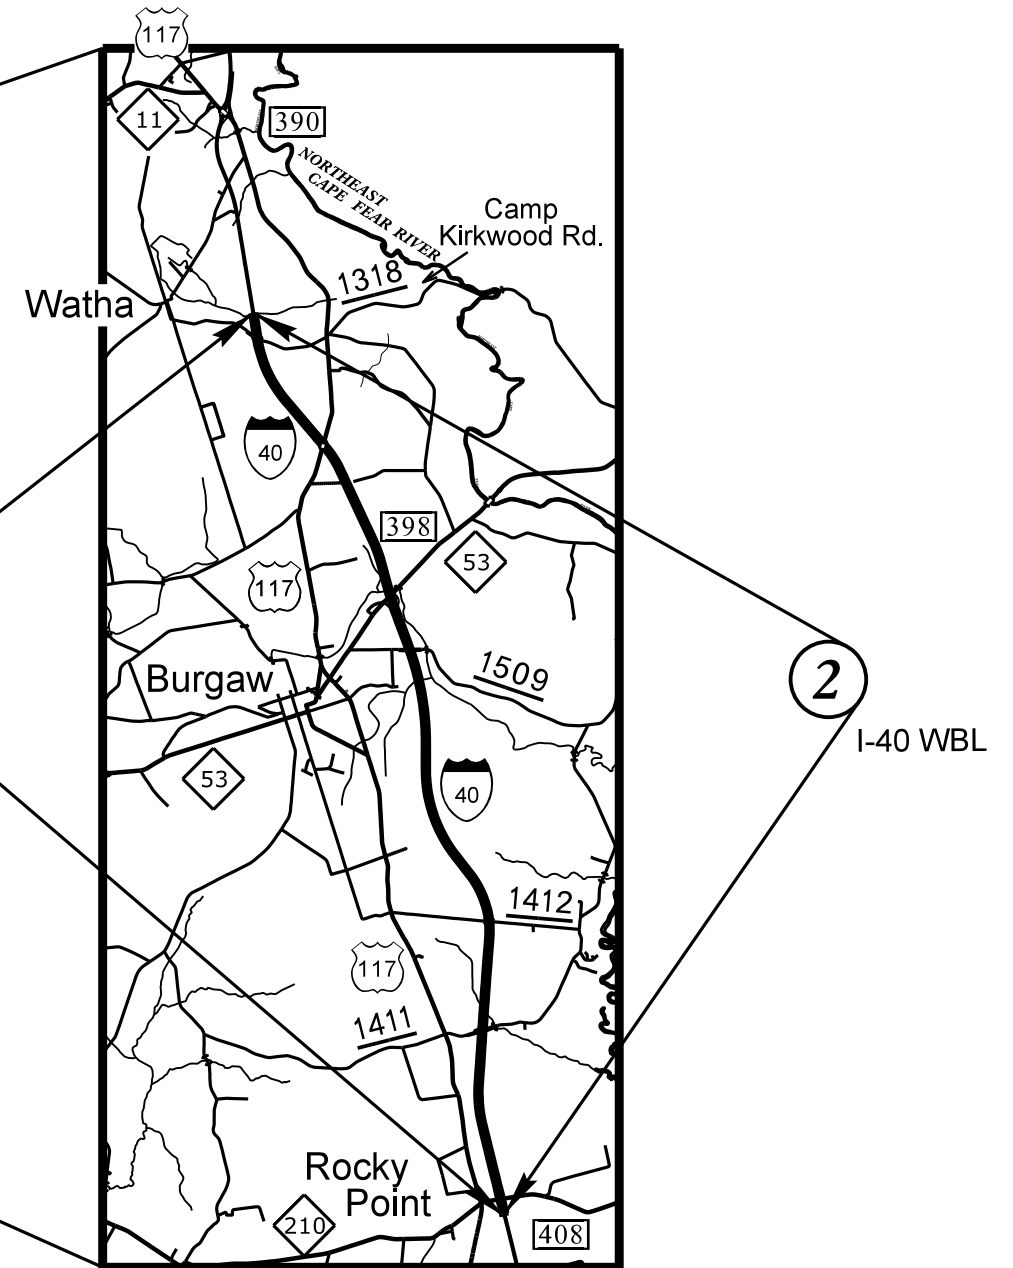 117
11
390
NORTHEAST
CAPE FEAR RIVER
Camp
Kirkwood Rd.
1318
Watha
40
398
53
117
1509
Burgaw
2
I-40 WBL
53
40
1412
117
1411
Rocky
Point
210
408